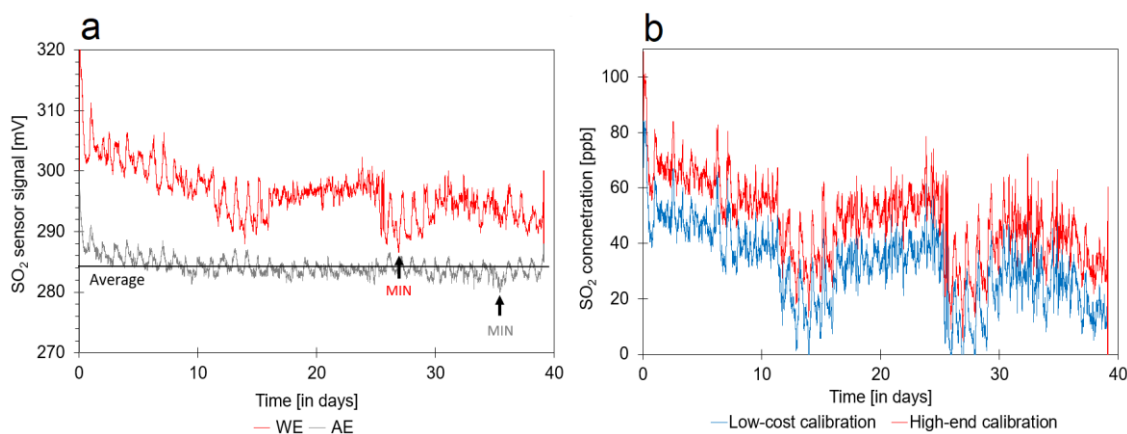 a
320
310
300
290
280
270
SO₂ sensor signal [mV]
Average
MIN
MIN
0
10
20
30
40
Time [in days]
WE
AE
b
100
80
60
40
20
0
SO₂ concnetration [ppb]
0
10
20
30
40
Time [in days]
Low-cost calibration
High-end calibration